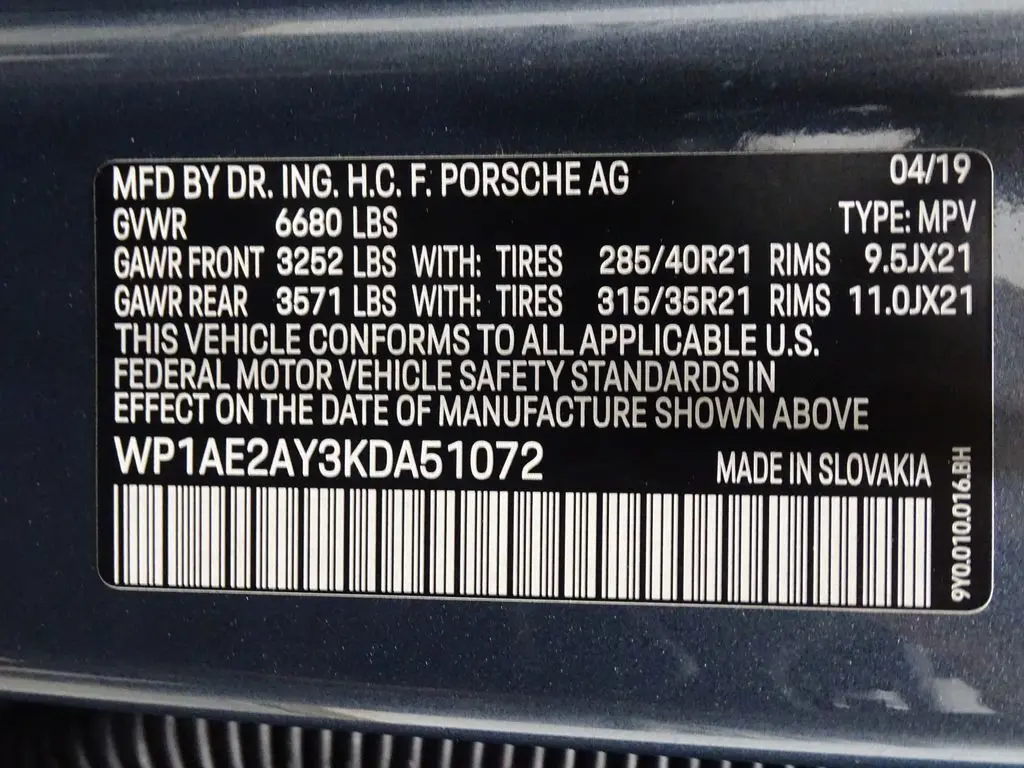 MFD BY DR. ING. H.C. F. PORSCHE AG 04/19
GVWR 6680 LBS TYPE: MPV
GAWR FRONT 3252 LBS WITH: TIRES 285/40R21 RIMS 9.5JX21
GAWR REAR 3571 LBS WITH: TIRES 315/35R21 RIMS 11.0JX21
THIS VEHICLE CONFORMS TO ALL APPLICABLE U.S.
FEDERAL MOTOR VEHICLE SAFETY STANDARDS IN
EFFECT ON THE DATE OF MANUFACTURE SHOWN ABOVE
WP1AE2AY3KDA51072 MADE IN SLOVAKIA
9Y0.010.016.BH